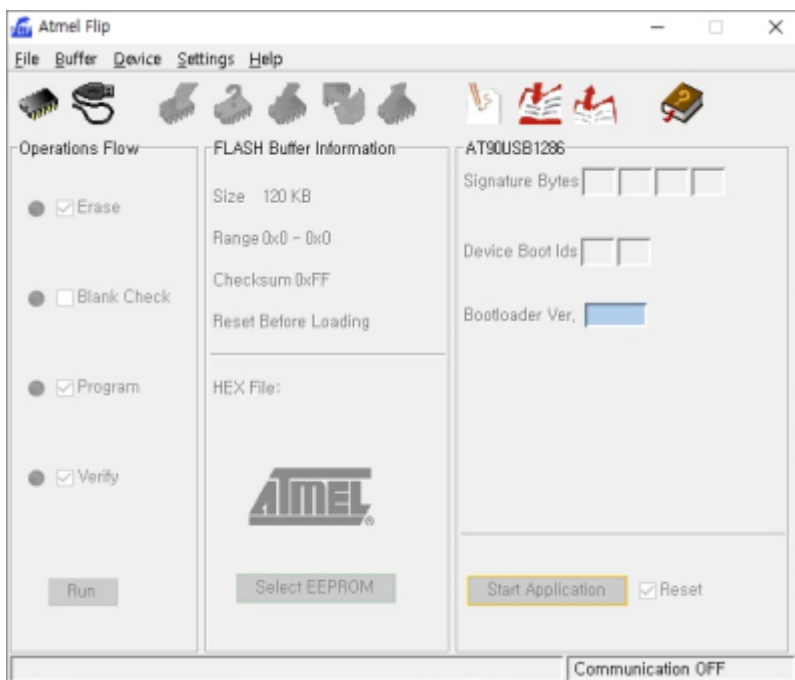 Atmel Flip
File Buffer Device Settings Help
Operations Flow
Erase
Blank Check
Program
Verify
Run
FLASH Buffer Information
Size 120 KB
Range 0x0 - 0x0
Checksum 0xFF
Reset Before Loading
HEX File:
ATMEL
Select EEPROM
AT90USB1286
Signature Bytes
Device Boot Ids
Bootloader Ver.
Start Application
Reset
Communication OFF